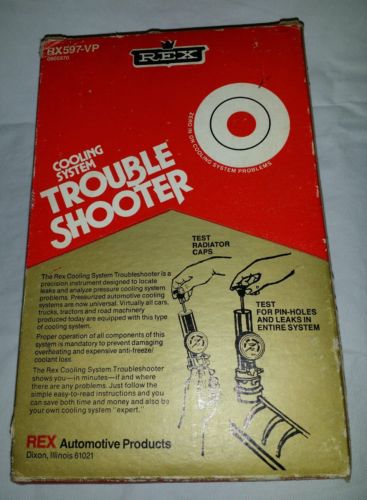 RX597-VP
0905970
REX
ZERO IN ON COOLING SYSTEM PROBLEMS
COOLING
SYSTEM
TROUBLE
SHOOTER
TEST
RADIATOR
CAPS
TEST
FOR PIN-HOLES
AND LEAKS IN
ENTIRE SYSTEM
The Rex Cooling System Troubleshooter is a
precision instrument designed to locate
leaks and analyze pressure cooling system
problems. Pressurized automotive cooling
systems are now universal. Virtually all cars,
trucks, tractors and road machinery
produced today are equipped with this type
of cooling system.
Proper operation of all components of this
system is mandatory to prevent damaging
overheating and expensive anti-freeze/
coolant loss.
The Rex Cooling System Troubleshooter
shows you—in minutes—if and where
there are any problems. Just follow the
simple easy-to-read instructions and you
can save both time and money and also be
your own cooling system "expert."
REX Automotive Products
Dixon, Illinois 61021